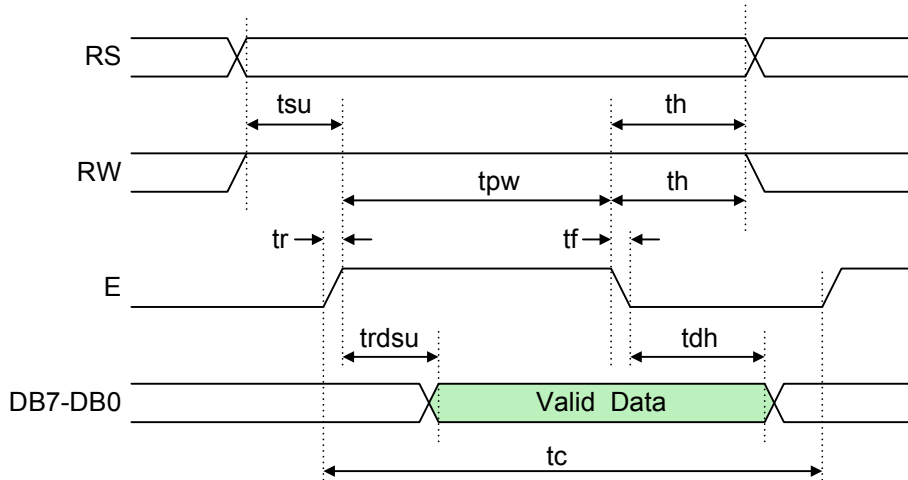 RS
tsu th
RW
tpw th
tr tf
E
trdsu tdh
DB7-DB0 Valid Data
tc